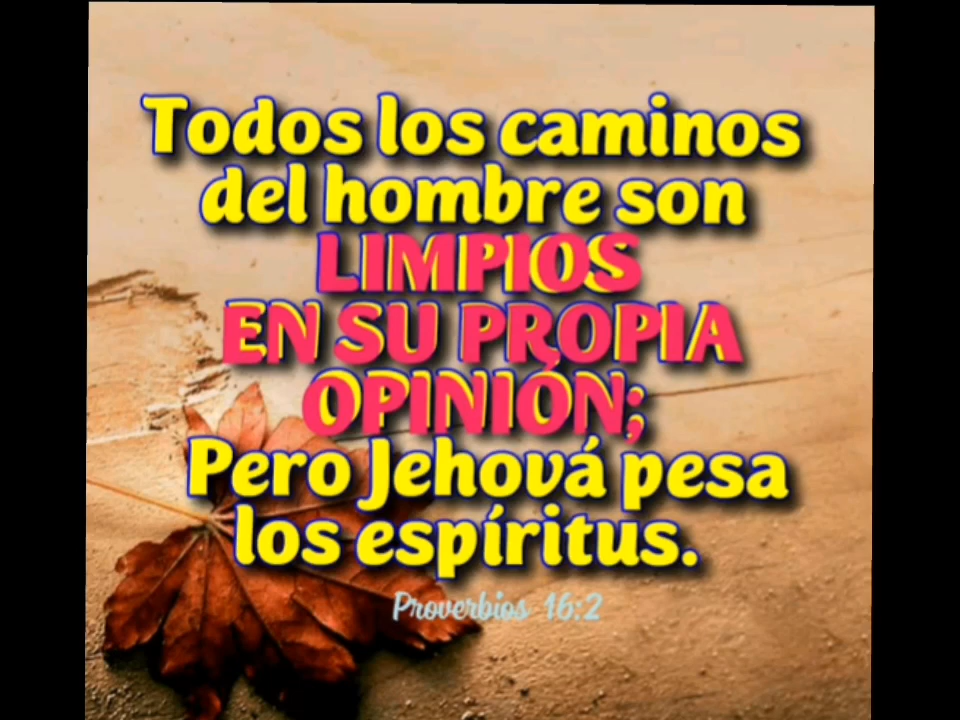 Todos los caminos
del hombre son
LIMPIOS
EN SU PROPIA
OPINIÓN;
Pero Jehová pesa
los espíritus.
Proverbios 16:2